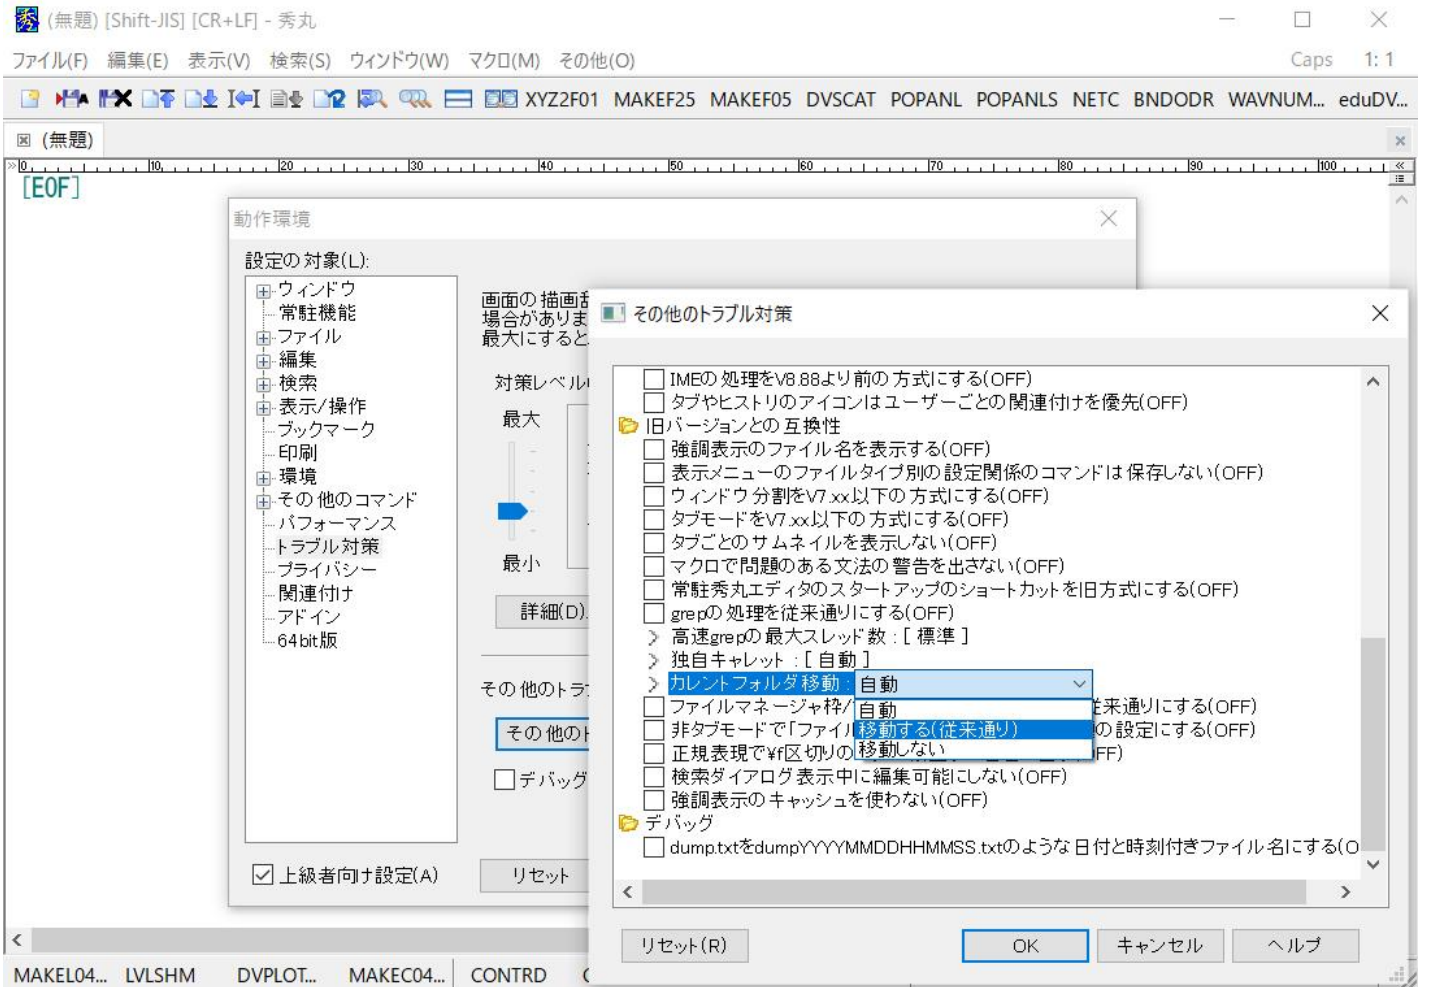 (無題) [Shift-JIS] [CR+LF] - 秀丸
ファイル(F) 編集(E) 表示(V) 検索(S) ウィンドウ(W) マクロ(M) その他(O) Caps 1: 1
XYZ2F01 MAKEF25 MAKEF05 DVSCAT POPANL POPANLS NETC BNDODR WAVNUM... eduDV...
(無題)
0 10 20 30 40 50 60 70 80 90 100
[EOF]
動作環境
設定の対象(L):
ウィンドウ
常駐機能
ファイル
編集
検索
表示/操作
ブックマーク
印刷
環境
その他のコマンド
パフォーマンス
トラブル対策
プライバシー
関連付け
アドイン
64bit版
上級者向け設定(A)
画面の描画
場合がありま
最大にすると
対策レベル
最大
最小
詳細(D)
その他のトラ
その他の
デバッグ
リセット
その他のトラブル対策
IMEの処理をV8.88より前の方式にする(OFF)
タブやヒストリのアイコンはユーザーごとの関連付けを優先(OFF)
旧バージョンとの互換性
強調表示のファイル名を表示する(OFF)
表示メニューのファイルタイプ別の設定関係のコマンドは保存しない(OFF)
ウィンドウ分割をV7.xx以下の方式にする(OFF)
タブモードをV7.xx以下の方式にする(OFF)
タブごとのサムネイルを表示しない(OFF)
マクロで問題のある文法の警告を出さない(OFF)
常駐秀丸エディタのスタートアップのショートカットを旧方式にする(OFF)
grepの処理を従来通りにする(OFF)
高速grepの最大スレッド数 : [ 標準 ]
独自キャレット : [ 自動 ]
カレントフォルダ移動 : 自動
自動
移動する(従来通り)
移動しない
ファイルマネージャ枠/ 従来通りにする(OFF)
非タブモードで「ファイル の設定にする(OFF)
正規表現で¥f区切りの FF)
検索ダイアログ表示中に編集可能にしない(OFF)
強調表示のキャッシュを使わない(OFF)
デバッグ
dump.txtをdumpYYYYMMDDHHMMSS.txtのような日付と時刻付きファイル名にする(O
リセット(R) OK キャンセル ヘルプ
MAKEL04... LVLSHM DVPLOT... MAKEC04... CONTRD